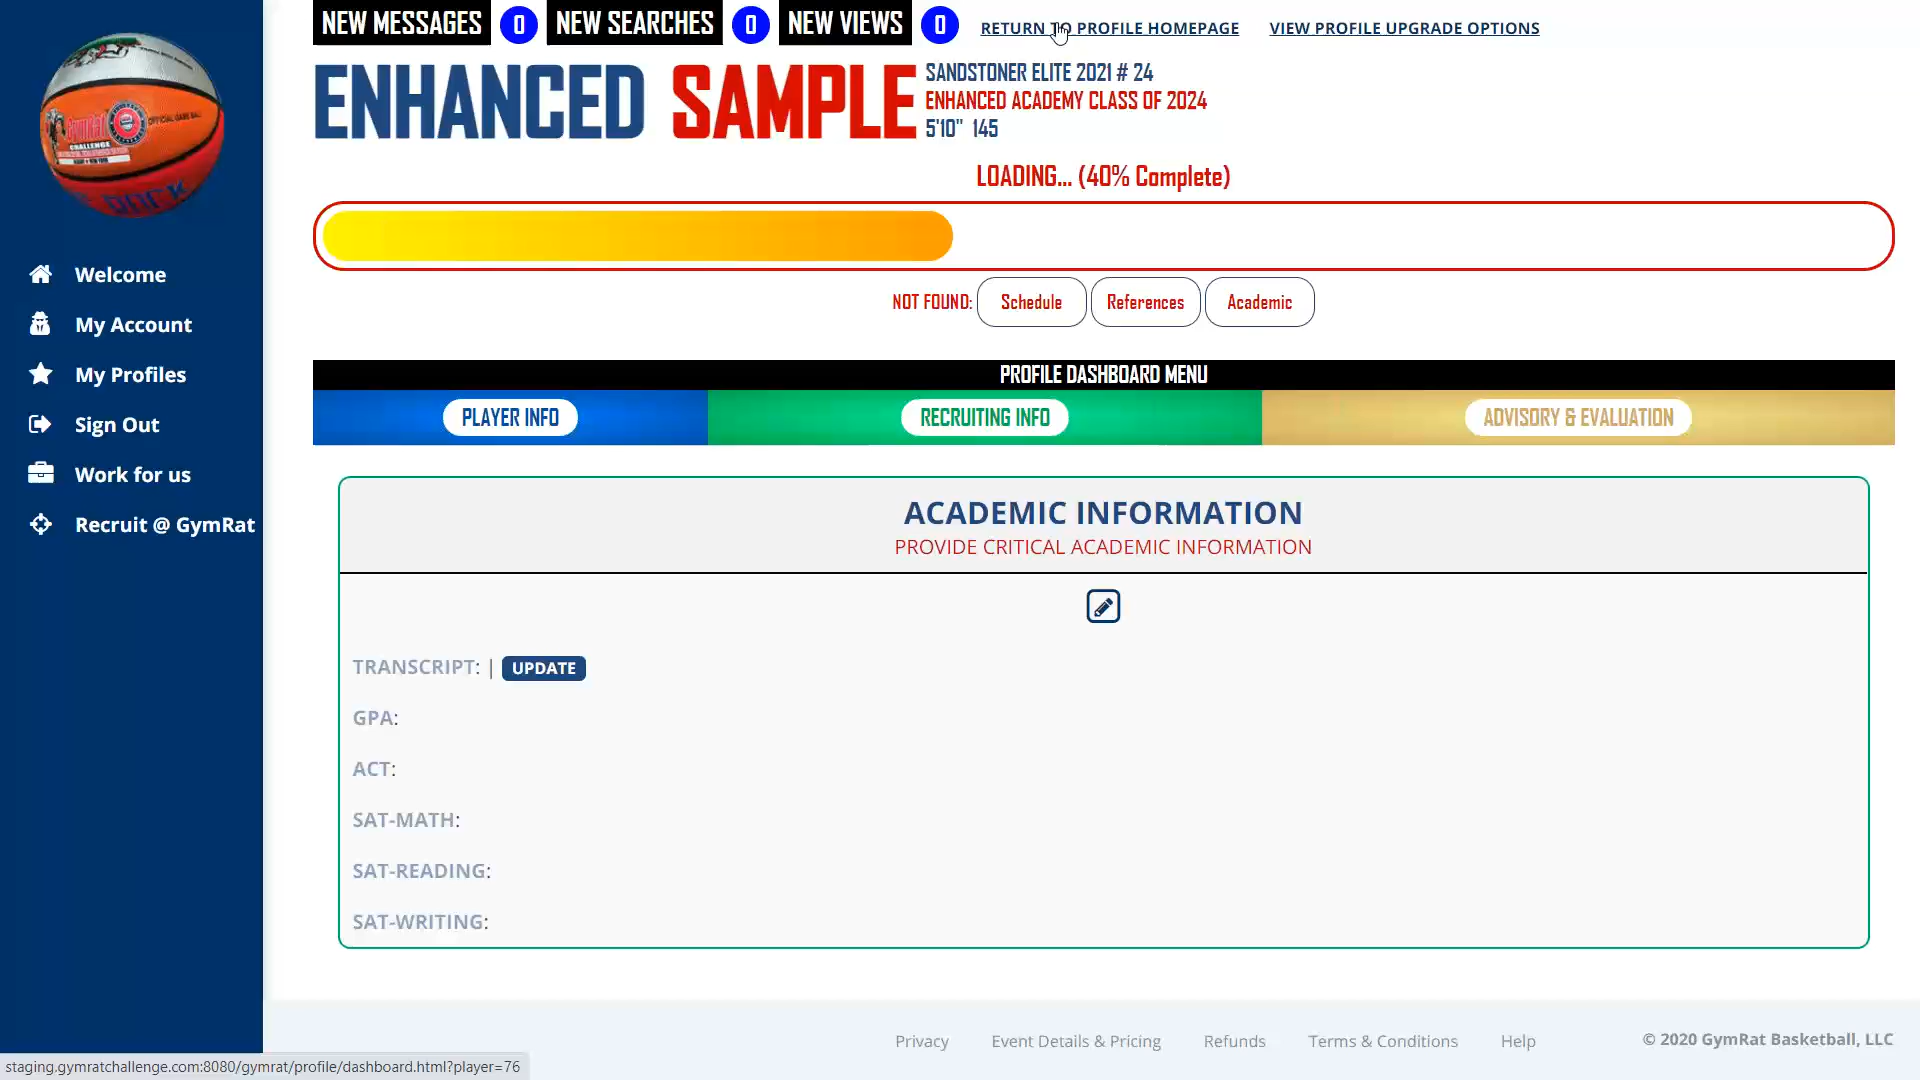 NEW MESSAGES 0 NEW SEARCHES 0 NEW VIEWS 0 RETURN TO PROFILE HOMEPAGE VIEW PROFILE UPGRADE OPTIONS
ENHANCED SAMPLE
SANDSTONER ELITE 2021 # 24
ENHANCED ACADEMY CLASS OF 2024
5'10" 145
LOADING... (40% Complete)
NOT FOUND: Schedule References Academic
PROFILE DASHBOARD MENU
PLAYER INFO RECRUITING INFO ADVISORY & EVALUATION
GymRat
CHALLENGE
OFFICIAL GAME BALL
Welcome
My Account
My Profiles
Sign Out
Work for us
Recruit @ GymRat
ACADEMIC INFORMATION
PROVIDE CRITICAL ACADEMIC INFORMATION
TRANSCRIPT: | UPDATE
GPA:
ACT:
SAT-MATH:
SAT-READING:
SAT-WRITING:
Privacy Event Details & Pricing Refunds Terms & Conditions Help © 2020 GymRat Basketball, LLC
staging.gymratchallenge.com:8080/gymrat/profile/dashboard.html?player=76